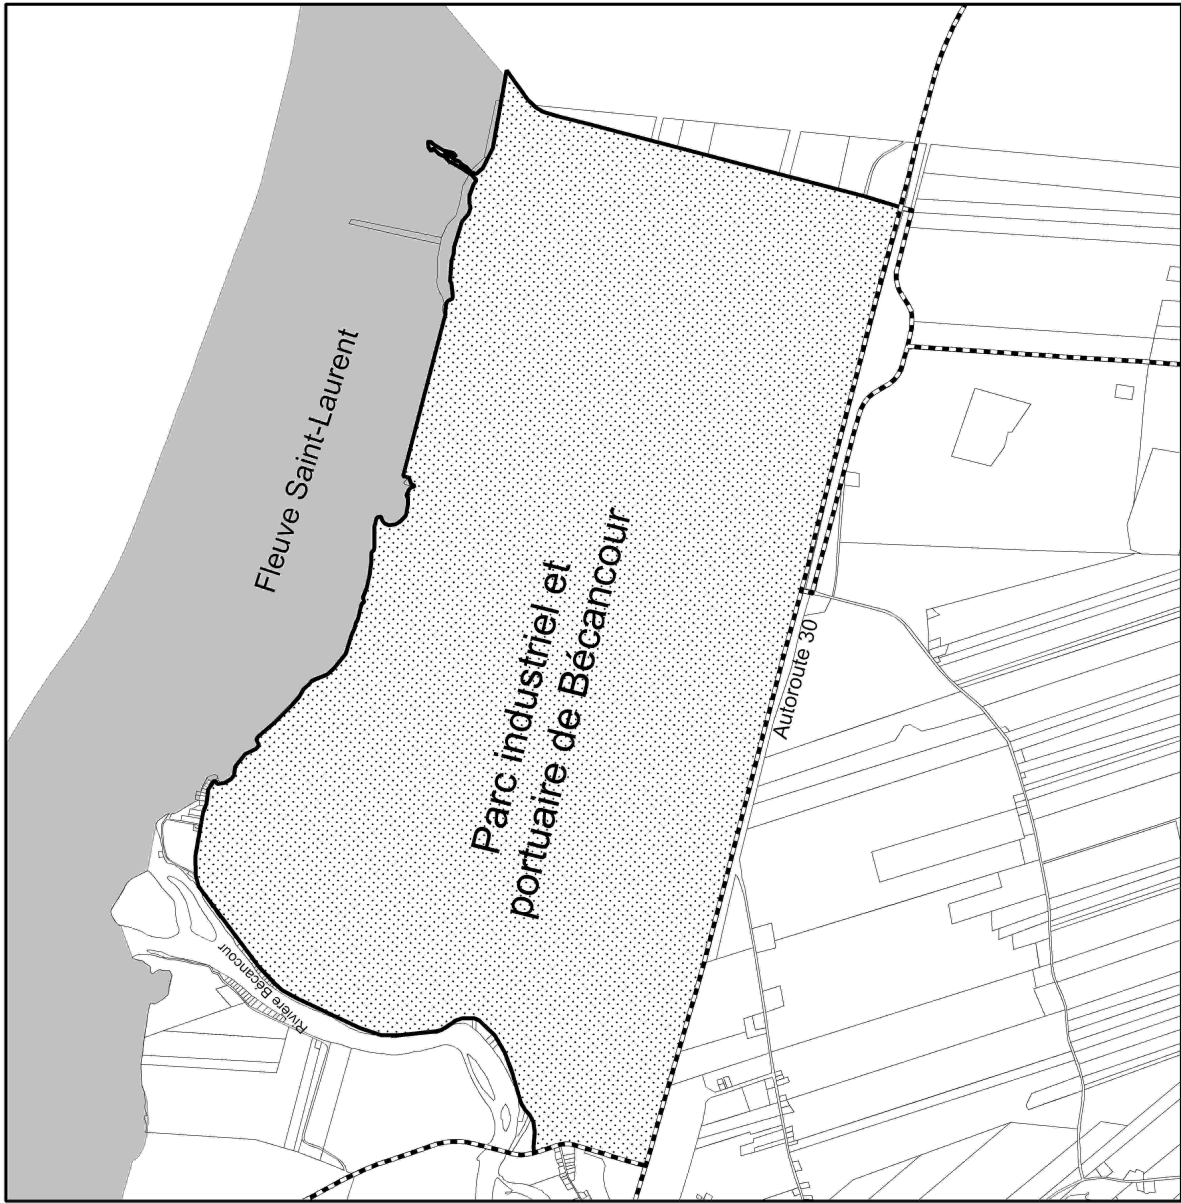 Fleuve Saint-Laurent
Parc industriel et
portuaire de Bécancour
Autoroute 30
Rivière Bécancour